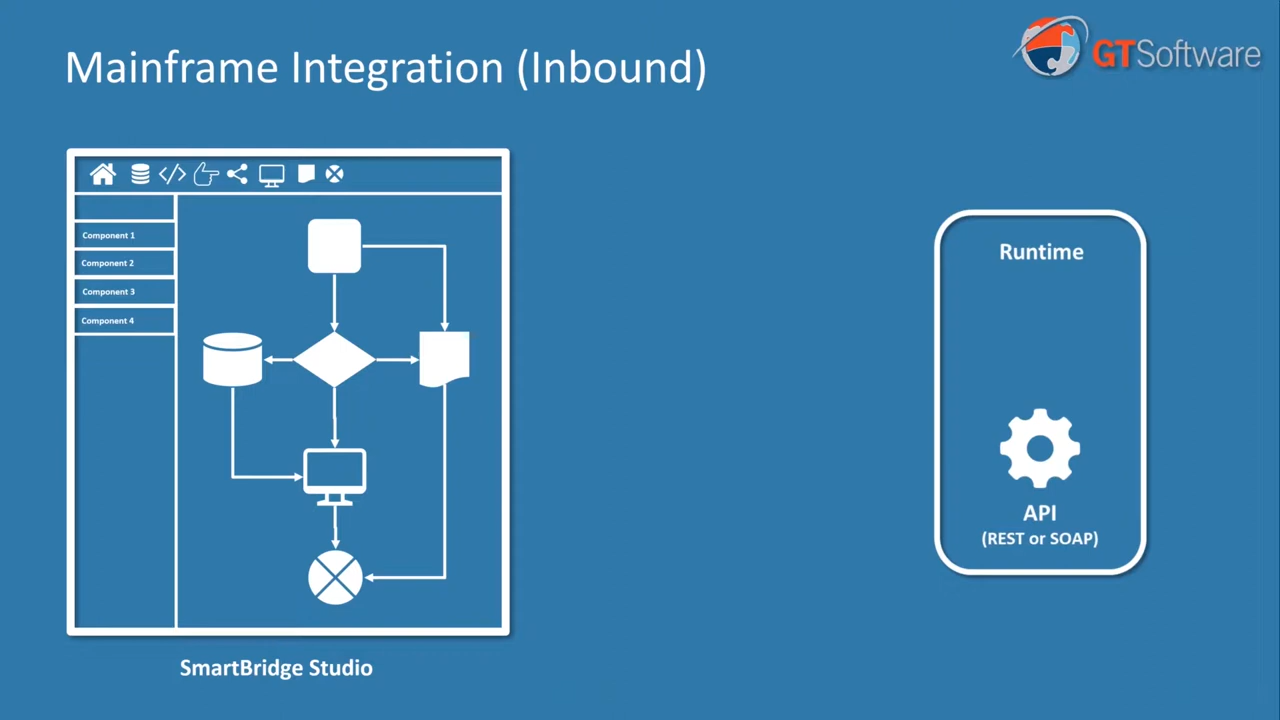 Mainframe Integration (Inbound)
GTSoftware
Component 1
Component 2
Component 3
Component 4
SmartBridge Studio
Runtime
API
(REST or SOAP)